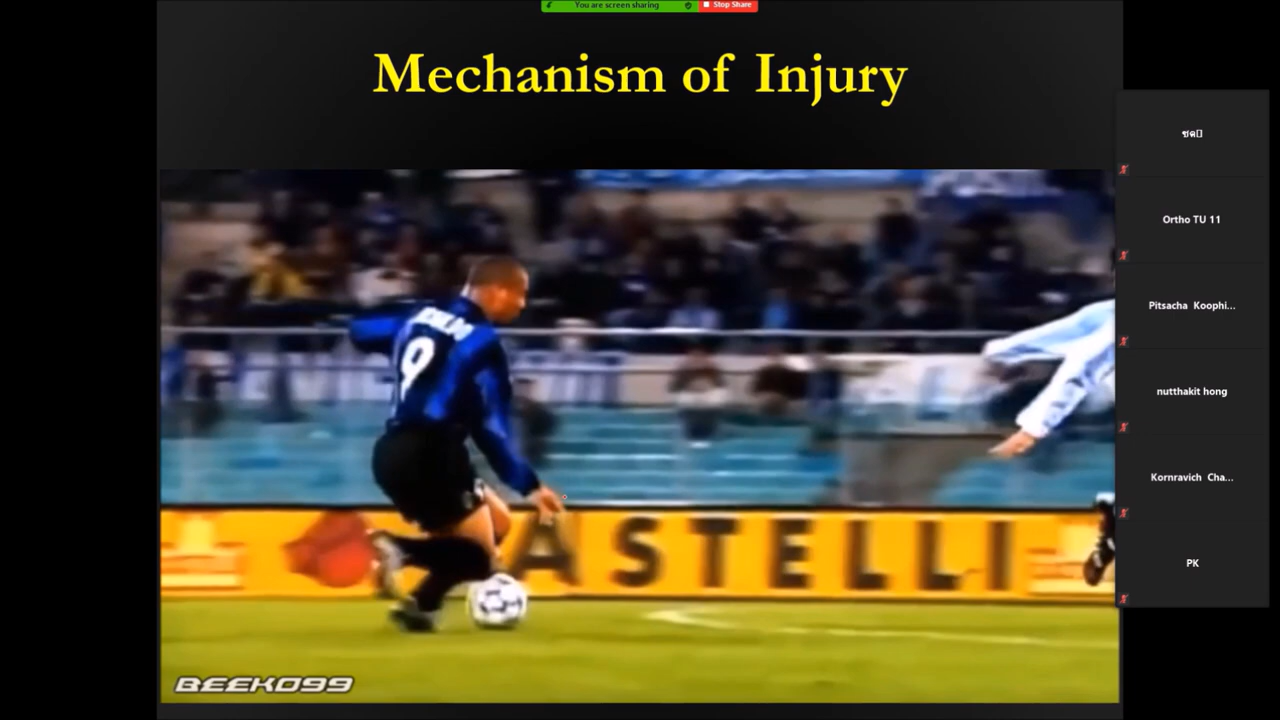 You are screen sharing
Stop Share
Mechanism of Injury
9
ASTELLI
BEEKO99
Ortho TU 11
Pitsacha Koophi...
nutthakit hong
Kornravich Cha...
PK